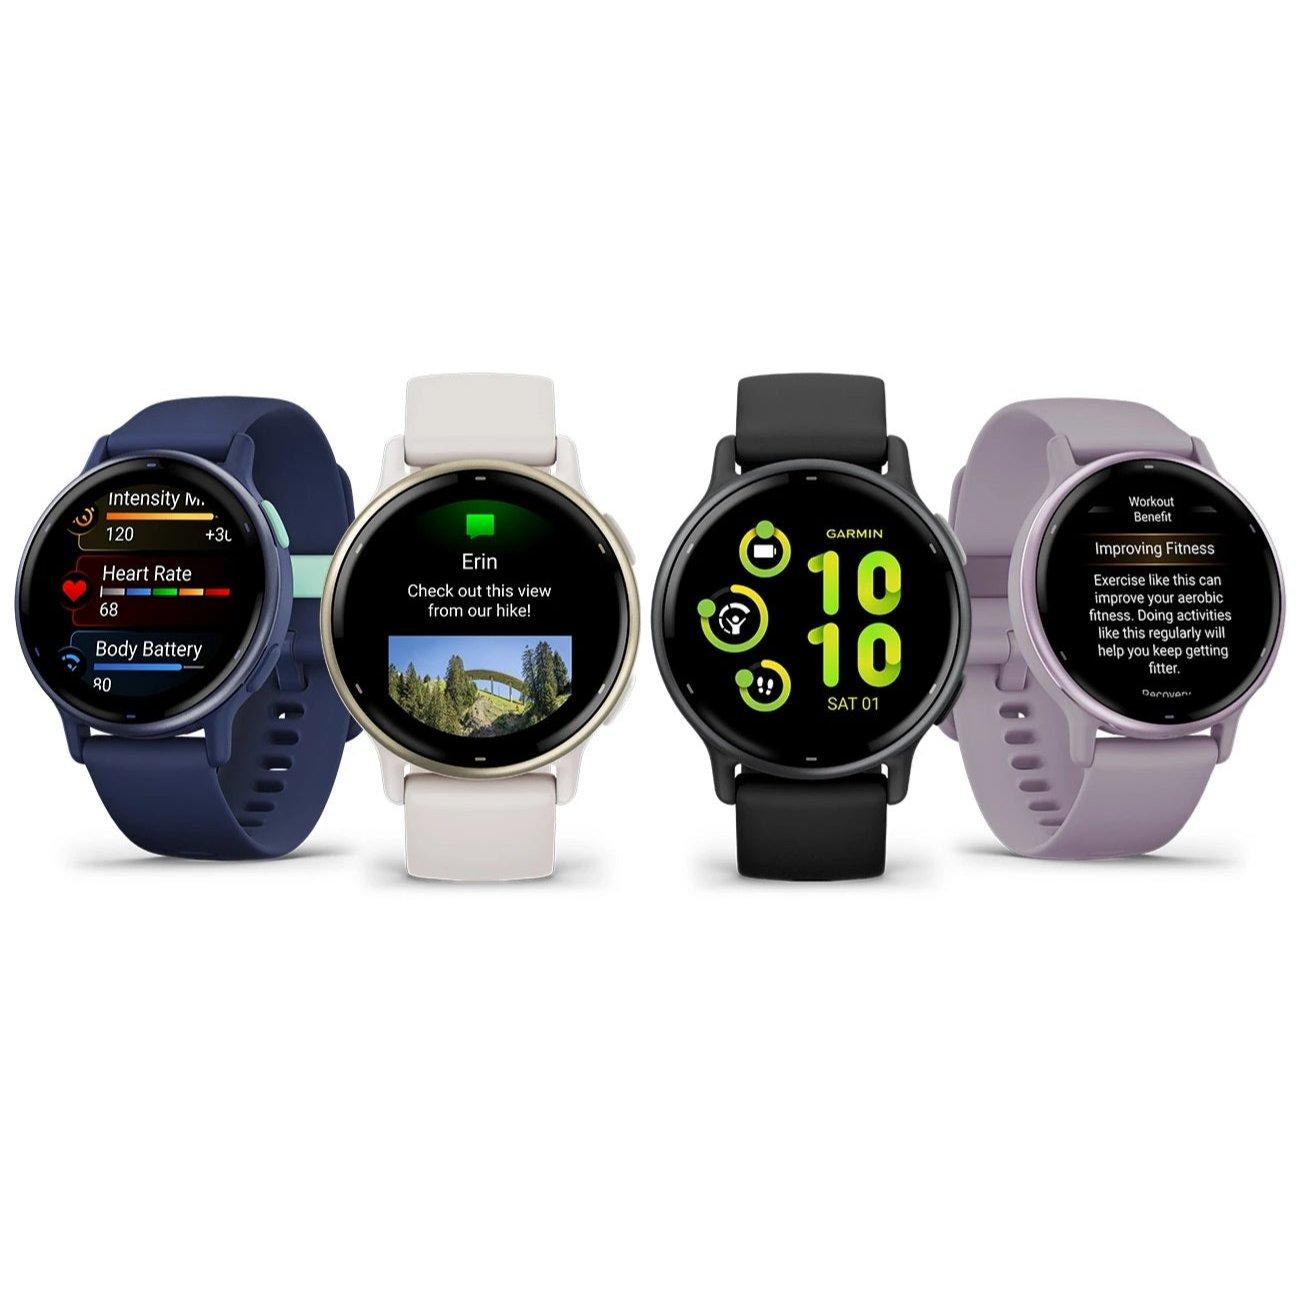 Intensity M.
120 +30
Heart Rate
68
Body Battery
80
Erin
Check out this view
from our hike!
GARMIN
10
10
SAT 01
Workout
Benefit
Improving Fitness
Exercise like this can
improve your aerobic
fitness. Doing activities
like this regularly will
help you keep getting
fitter.
Recovery